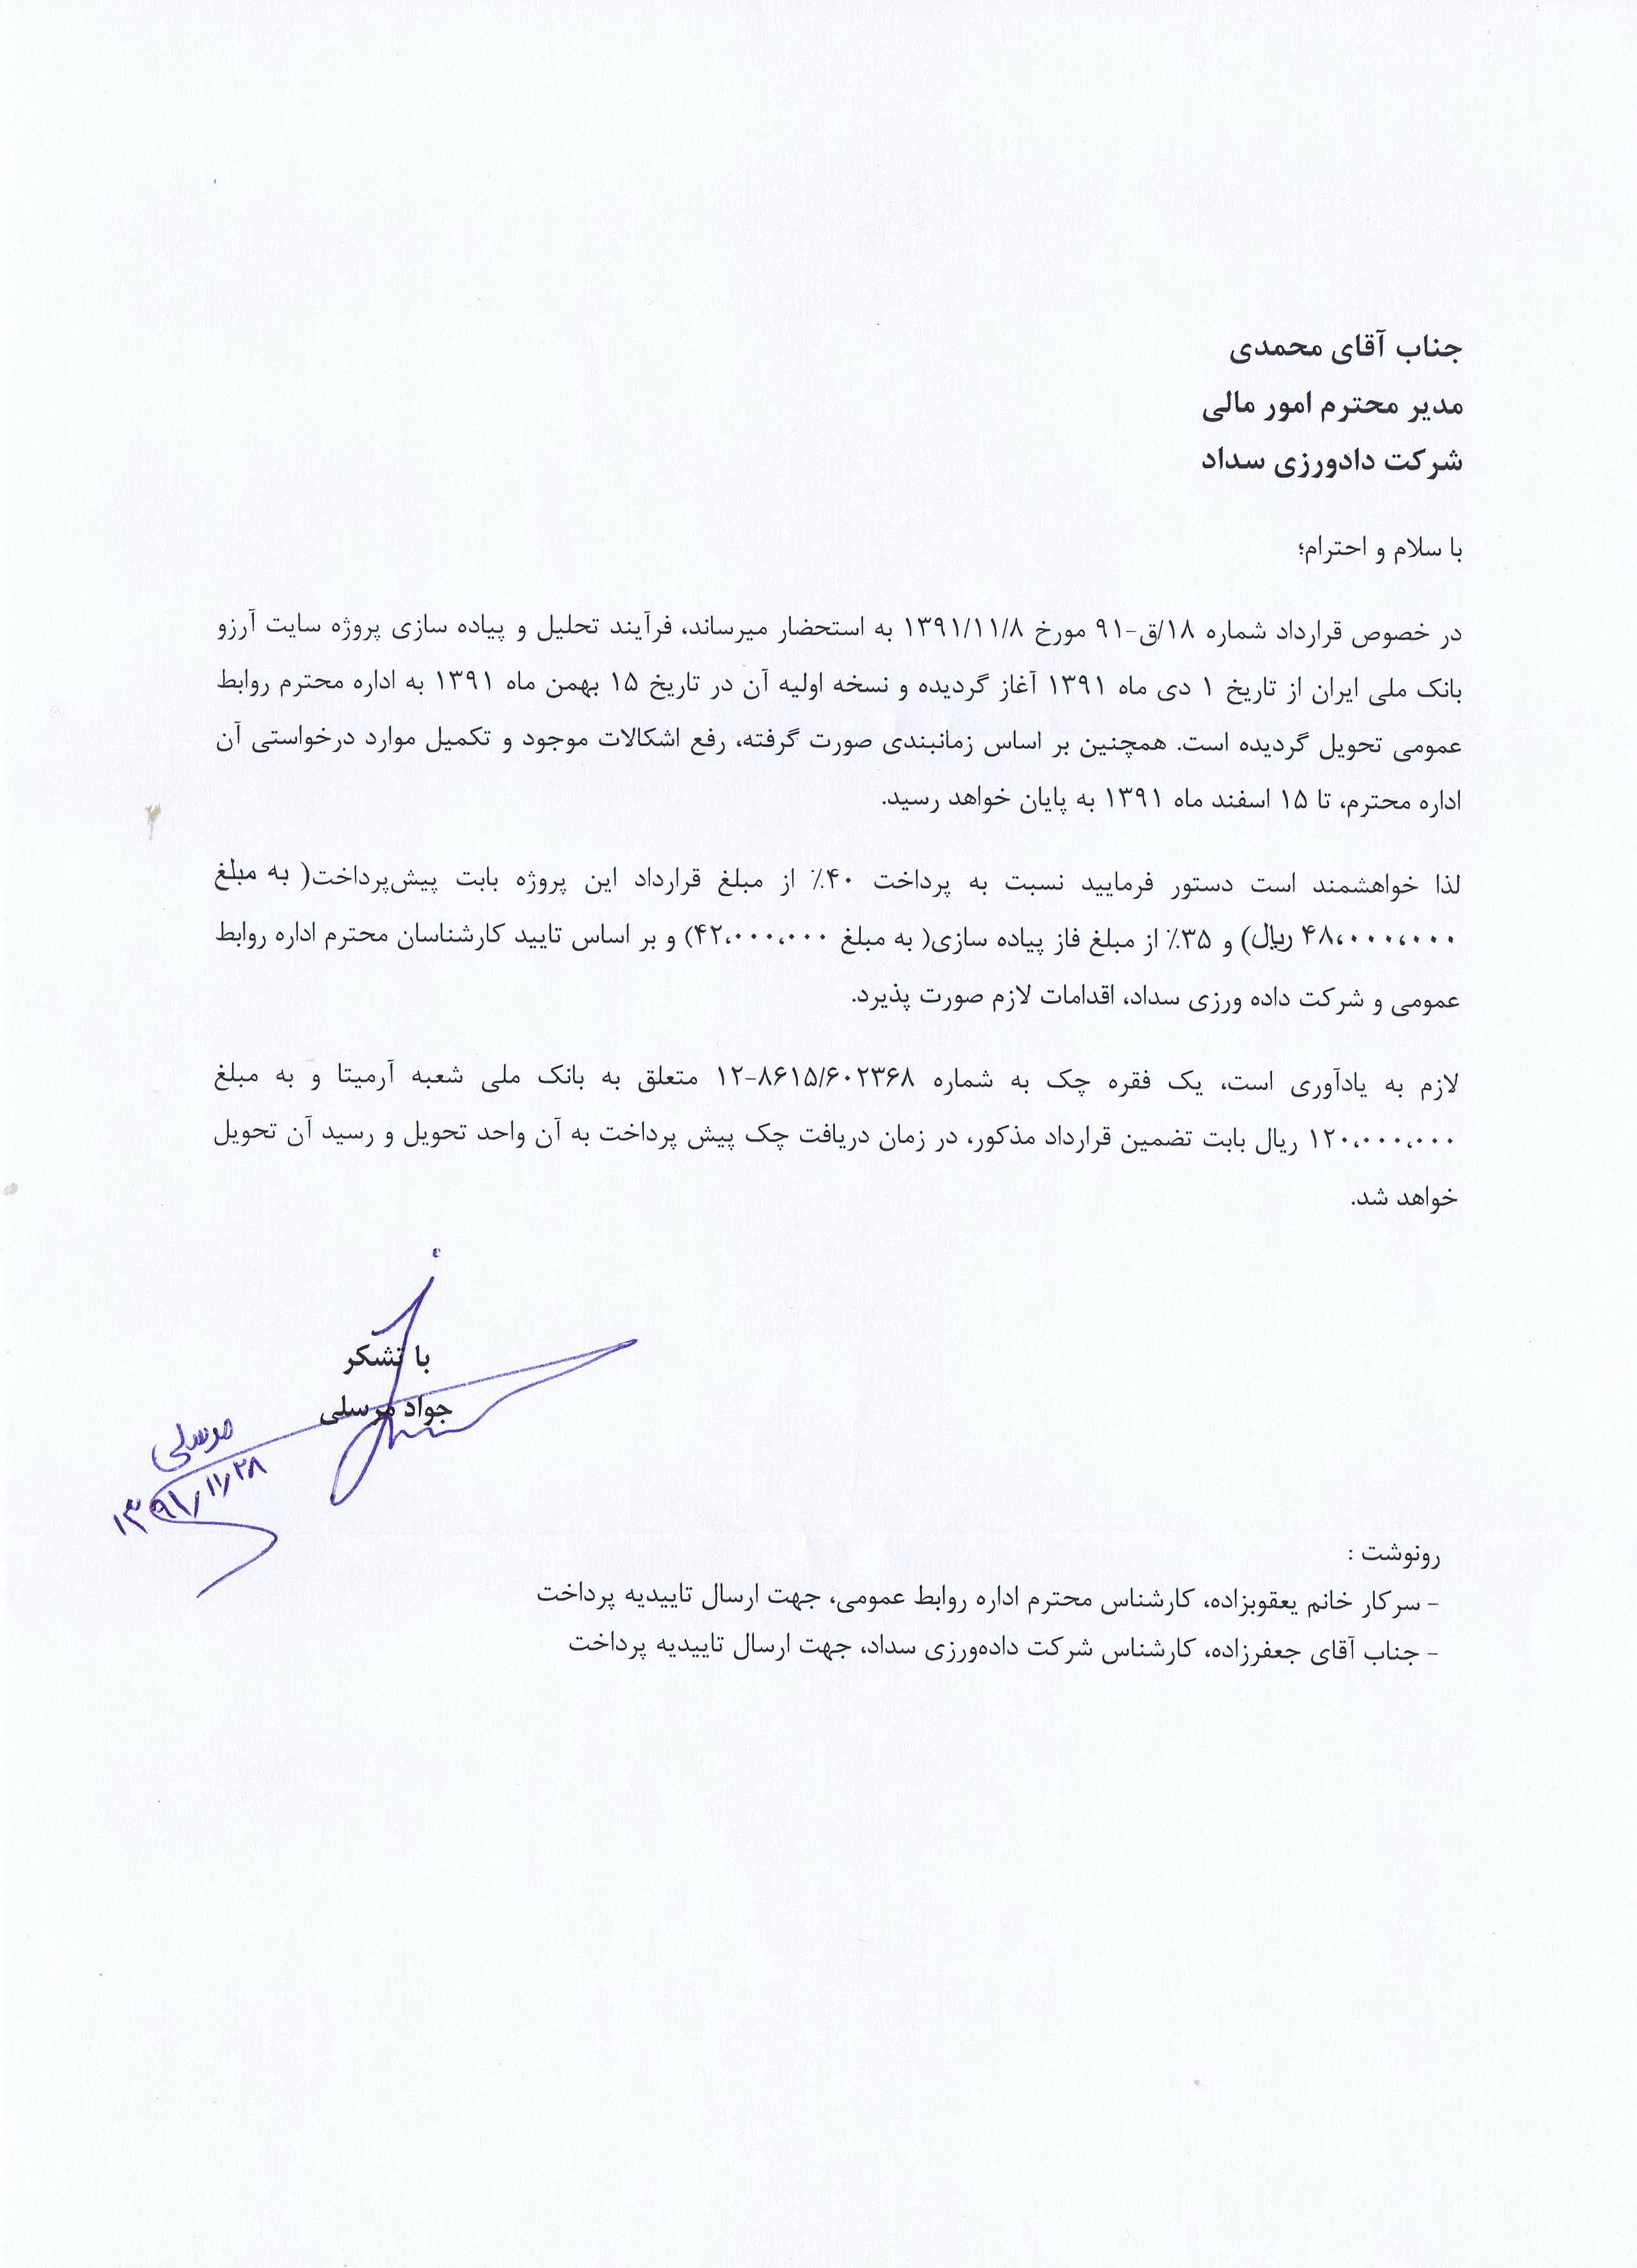 جناب آقای محمدی
مدیر محترم امور مالی
شرکت دادورزی سداد
با سلام و احترام؛
در خصوص قرارداد شماره ۱۸/ق-۹۱ مورخ ۱۳۹۱/۱۱/۸ به استحضار میرساند، فرآیند تحلیل و پیاده سازی پروژه سایت آرزو
بانک ملی ایران از تاریخ ۱ دی ماه ۱۳۹۱ آغاز گردیده و نسخه اولیه آن در تاریخ ۱۵ بهمن ماه ۱۳۹۱ به اداره محترم روابط
عمومی تحویل گردیده است. همچنین بر اساس زمانبندی صورت گرفته، رفع اشکالات موجود و تکمیل موارد درخواستی آن
اداره محترم، تا ۱۵ اسفند ماه ۱۳۹۱ به پایان خواهد رسید.
لذا خواهشمند است دستور فرمایید نسبت به پرداخت ۴۰٪ از مبلغ قرارداد این پروژه بابت پیش‌پرداخت( به مبلغ
۴۸،۰۰۰،۰۰۰ ریال) و ۳۵٪ از مبلغ فاز پیاده سازی( به مبلغ ۴۲،۰۰۰،۰۰۰) و بر اساس تایید کارشناسان محترم اداره روابط
عمومی و شرکت داده ورزی سداد، اقدامات لازم صورت پذیرد.
لازم به یادآوری است، یک فقره چک به شماره ۱۲-۸۶۱۵/۶۰۲۳۶۸ متعلق به بانک ملی شعبه آرمیتا و به مبلغ
۱۲۰،۰۰۰،۰۰۰ ریال بابت تضمین قرارداد مذکور، در زمان دریافت چک پیش پرداخت به آن واحد تحویل و رسید آن تحویل
خواهد شد.
با تشکر
جواد مرسلی
مرسلی
۱۳۹۱/۱۱/۲۸
رونوشت :
- سرکار خانم یعقوبزاده، کارشناس محترم اداره روابط عمومی، جهت ارسال تاییدیه پرداخت
- جناب آقای جعفرزاده، کارشناس شرکت داده‌ورزی سداد، جهت ارسال تاییدیه پرداخت